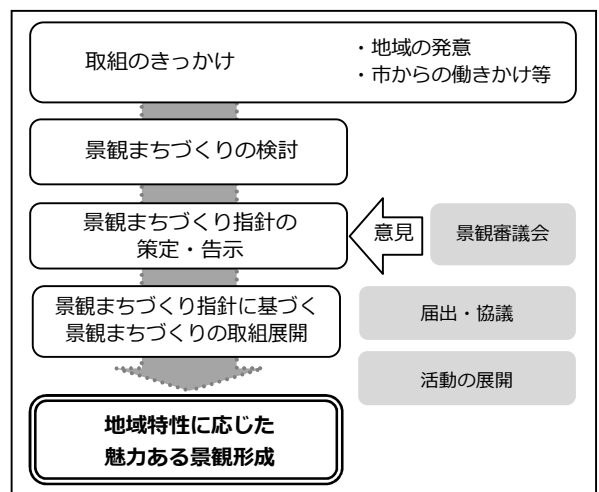 取組のきっかけ
・地域の発意
・市からの働きかけ等
景観まちづくりの検討
景観まちづくり指針の
策定・告示
意見
景観審議会
景観まちづくり指針に基づく
景観まちづくりの取組展開
届出・協議
活動の展開
地域特性に応じた
魅力ある景観形成